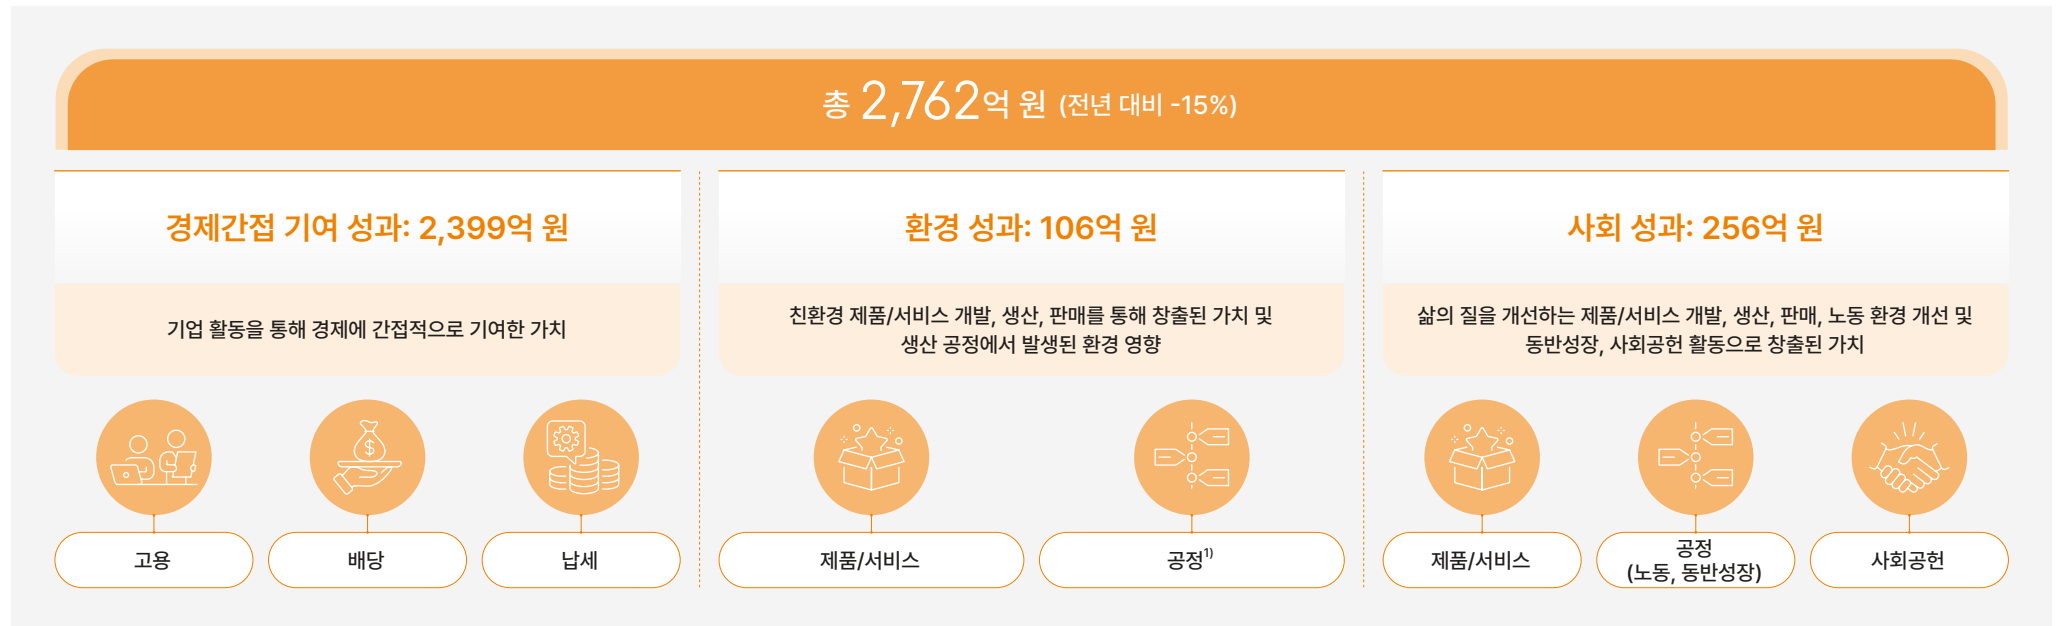 총 2,762억 원 (전년 대비 -15%)
경제간접 기여 성과: 2,399억 원
기업 활동을 통해 경제에 간접적으로 기여한 가치
고용
배당
납세
환경 성과: 106억 원
친환경 제품/서비스 개발, 생산, 판매를 통해 창출된 가치 및
생산 공정에서 발생된 환경 영향
제품/서비스
공정1)
사회 성과: 256억 원
삶의 질을 개선하는 제품/서비스 개발, 생산, 판매, 노동 환경 개선 및
동반성장, 사회공헌 활동으로 창출된 가치
제품/서비스
공정
(노동, 동반성장)
사회공헌